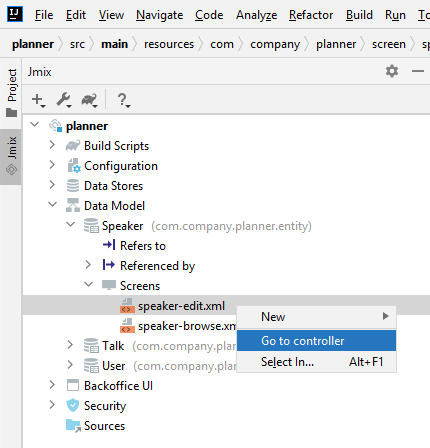 File Edit View Navigate Code Analyze Refactor Build Run To
planner src main resources com company planner screen sp
Project
Jmix
Jmix
planner
Build Scripts
Configuration
Data Stores
Data Model
Speaker (com.company.planner.entity)
Refers to
Referenced by
Screens
speaker-edit.xml
New
speaker-browse.xm
Go to controller
Talk (com.company.pla
Select In... Alt+F1
User (com.company.pl
Backoffice UI
Security
Sources